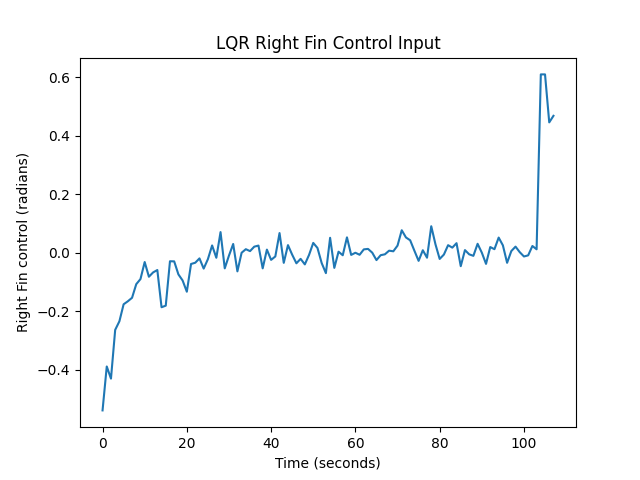 LQR Right Fin Control Input
Right Fin control (radians)
0.6
0.4
0.2
0.0
−0.2
−0.4
0 20 40 60 80 100
Time (seconds)